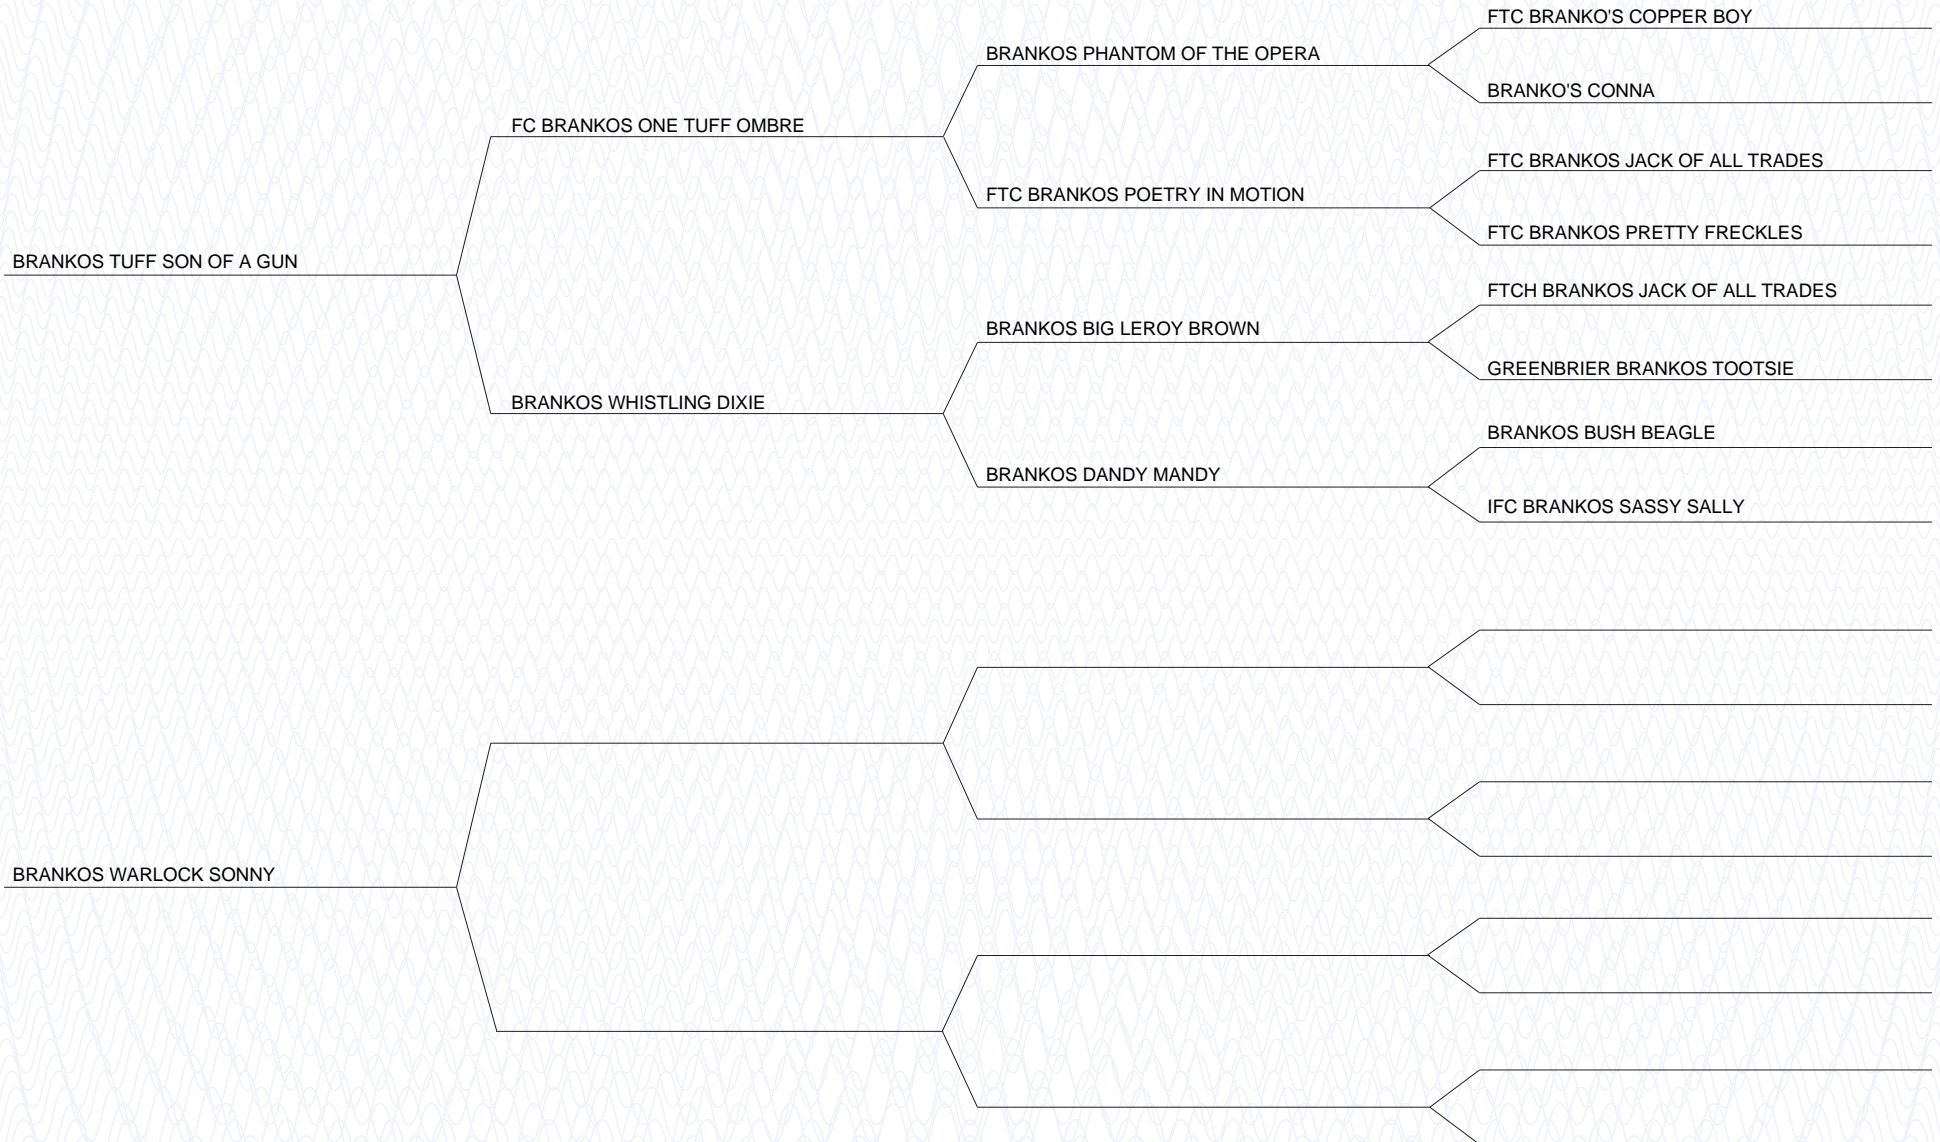 FTC BRANKO'S COPPER BOY
BRANKOS PHANTOM OF THE OPERA
BRANKO'S CONNA
FC BRANKOS ONE TUFF OMBRE
FTC BRANKOS JACK OF ALL TRADES
FTC BRANKOS POETRY IN MOTION
FTC BRANKOS PRETTY FRECKLES
BRANKOS TUFF SON OF A GUN
FTCH BRANKOS JACK OF ALL TRADES
BRANKOS BIG LEROY BROWN
GREENBRIER BRANKOS TOOTSIE
BRANKOS WHISTLING DIXIE
BRANKOS BUSH BEAGLE
BRANKOS DANDY MANDY
IFC BRANKOS SASSY SALLY
BRANKOS WARLOCK SONNY